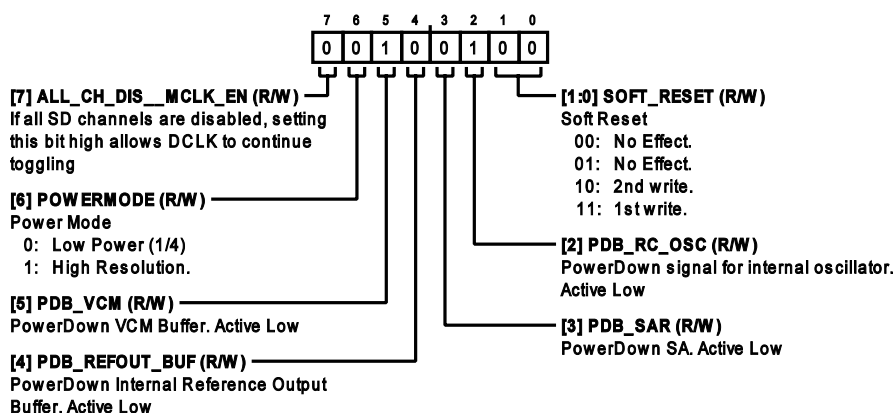 7 6 5 4 3 2 1 0
0 0 1 0 0 1 0 0
[7] ALL_CH_DIS__MCLK_EN (R/W)
If all SD channels are disabled, setting
this bit high allows DCLK to continue
toggling
[6] POWERMODE (R/W)
Power Mode
0: Low Power (1/4)
1: High Resolution.
[5] PDB_VCM (R/W)
PowerDown VCM Buffer. Active Low
[4] PDB_REFOUT_BUF (R/W)
PowerDown Internal Reference Output
Buffer. Active Low
[1:0] SOFT_RESET (R/W)
Soft Reset
00: No Effect.
01: No Effect.
10: 2nd write.
11: 1st write.
[2] PDB_RC_OSC (R/W)
PowerDown signal for internal oscillator.
Active Low
[3] PDB_SAR (R/W)
PowerDown SA. Active Low